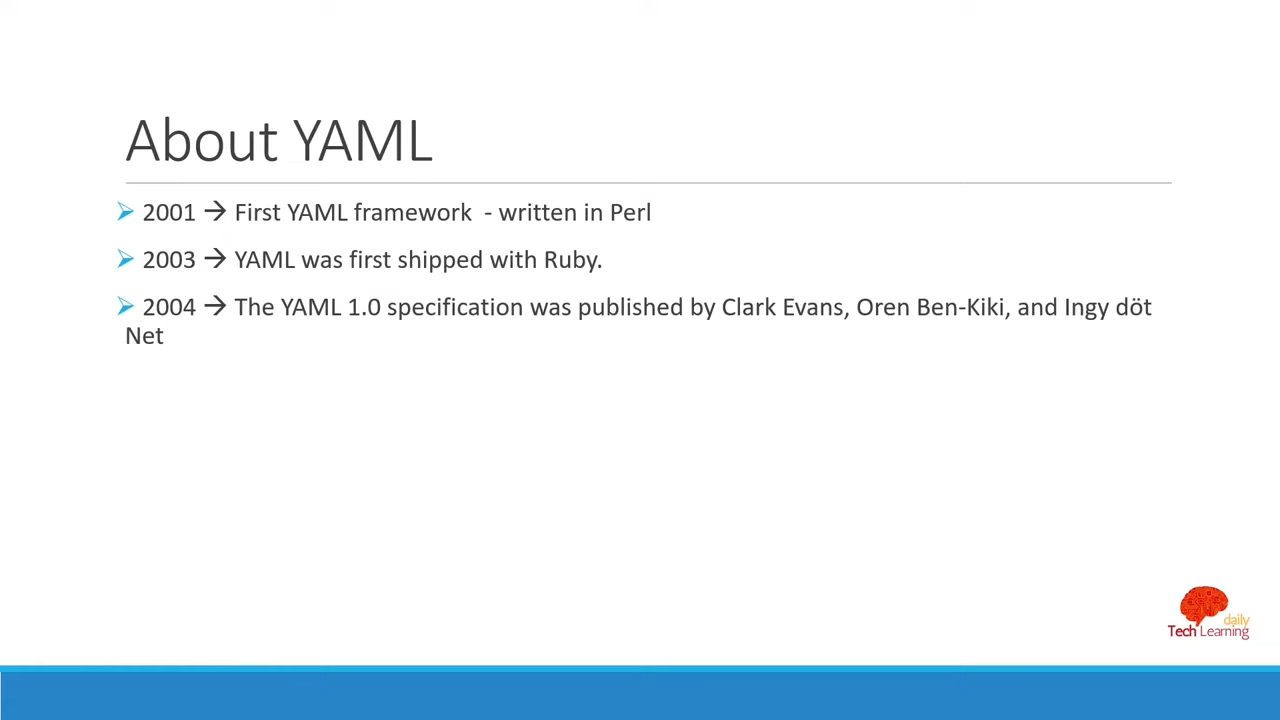 About YAML
➢ 2001 → First YAML framework  - written in Perl
➢ 2003 → YAML was first shipped with Ruby.
➢ 2004 → The YAML 1.0 specification was published by Clark Evans, Oren Ben-Kiki, and Ingy döt
Net
daily
Tech Learning